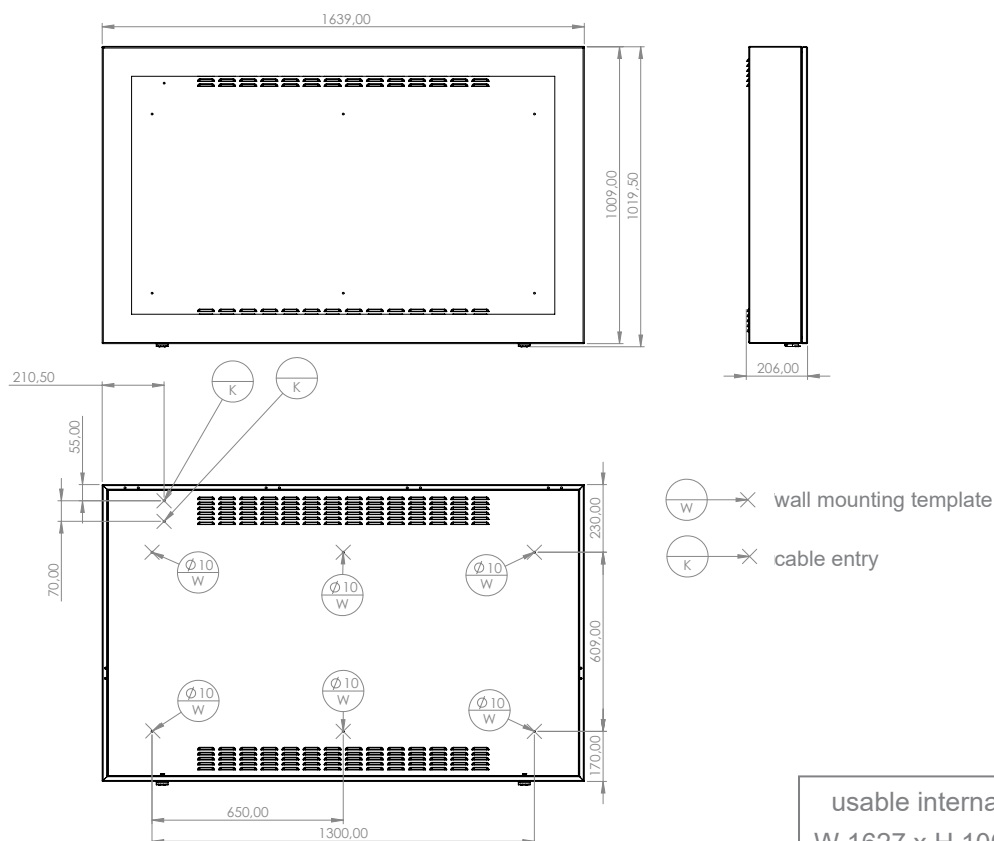 1639,00
1009,00
1019,50
206,00
210,50
K
K
55,00
70,00
230,00
W
wall mounting template
K
cable entry
Ø10
W
Ø10
W
Ø10
W
609,00
Ø10
W
Ø10
W
Ø10
W
170,00
650,00
1300,00
usable interna